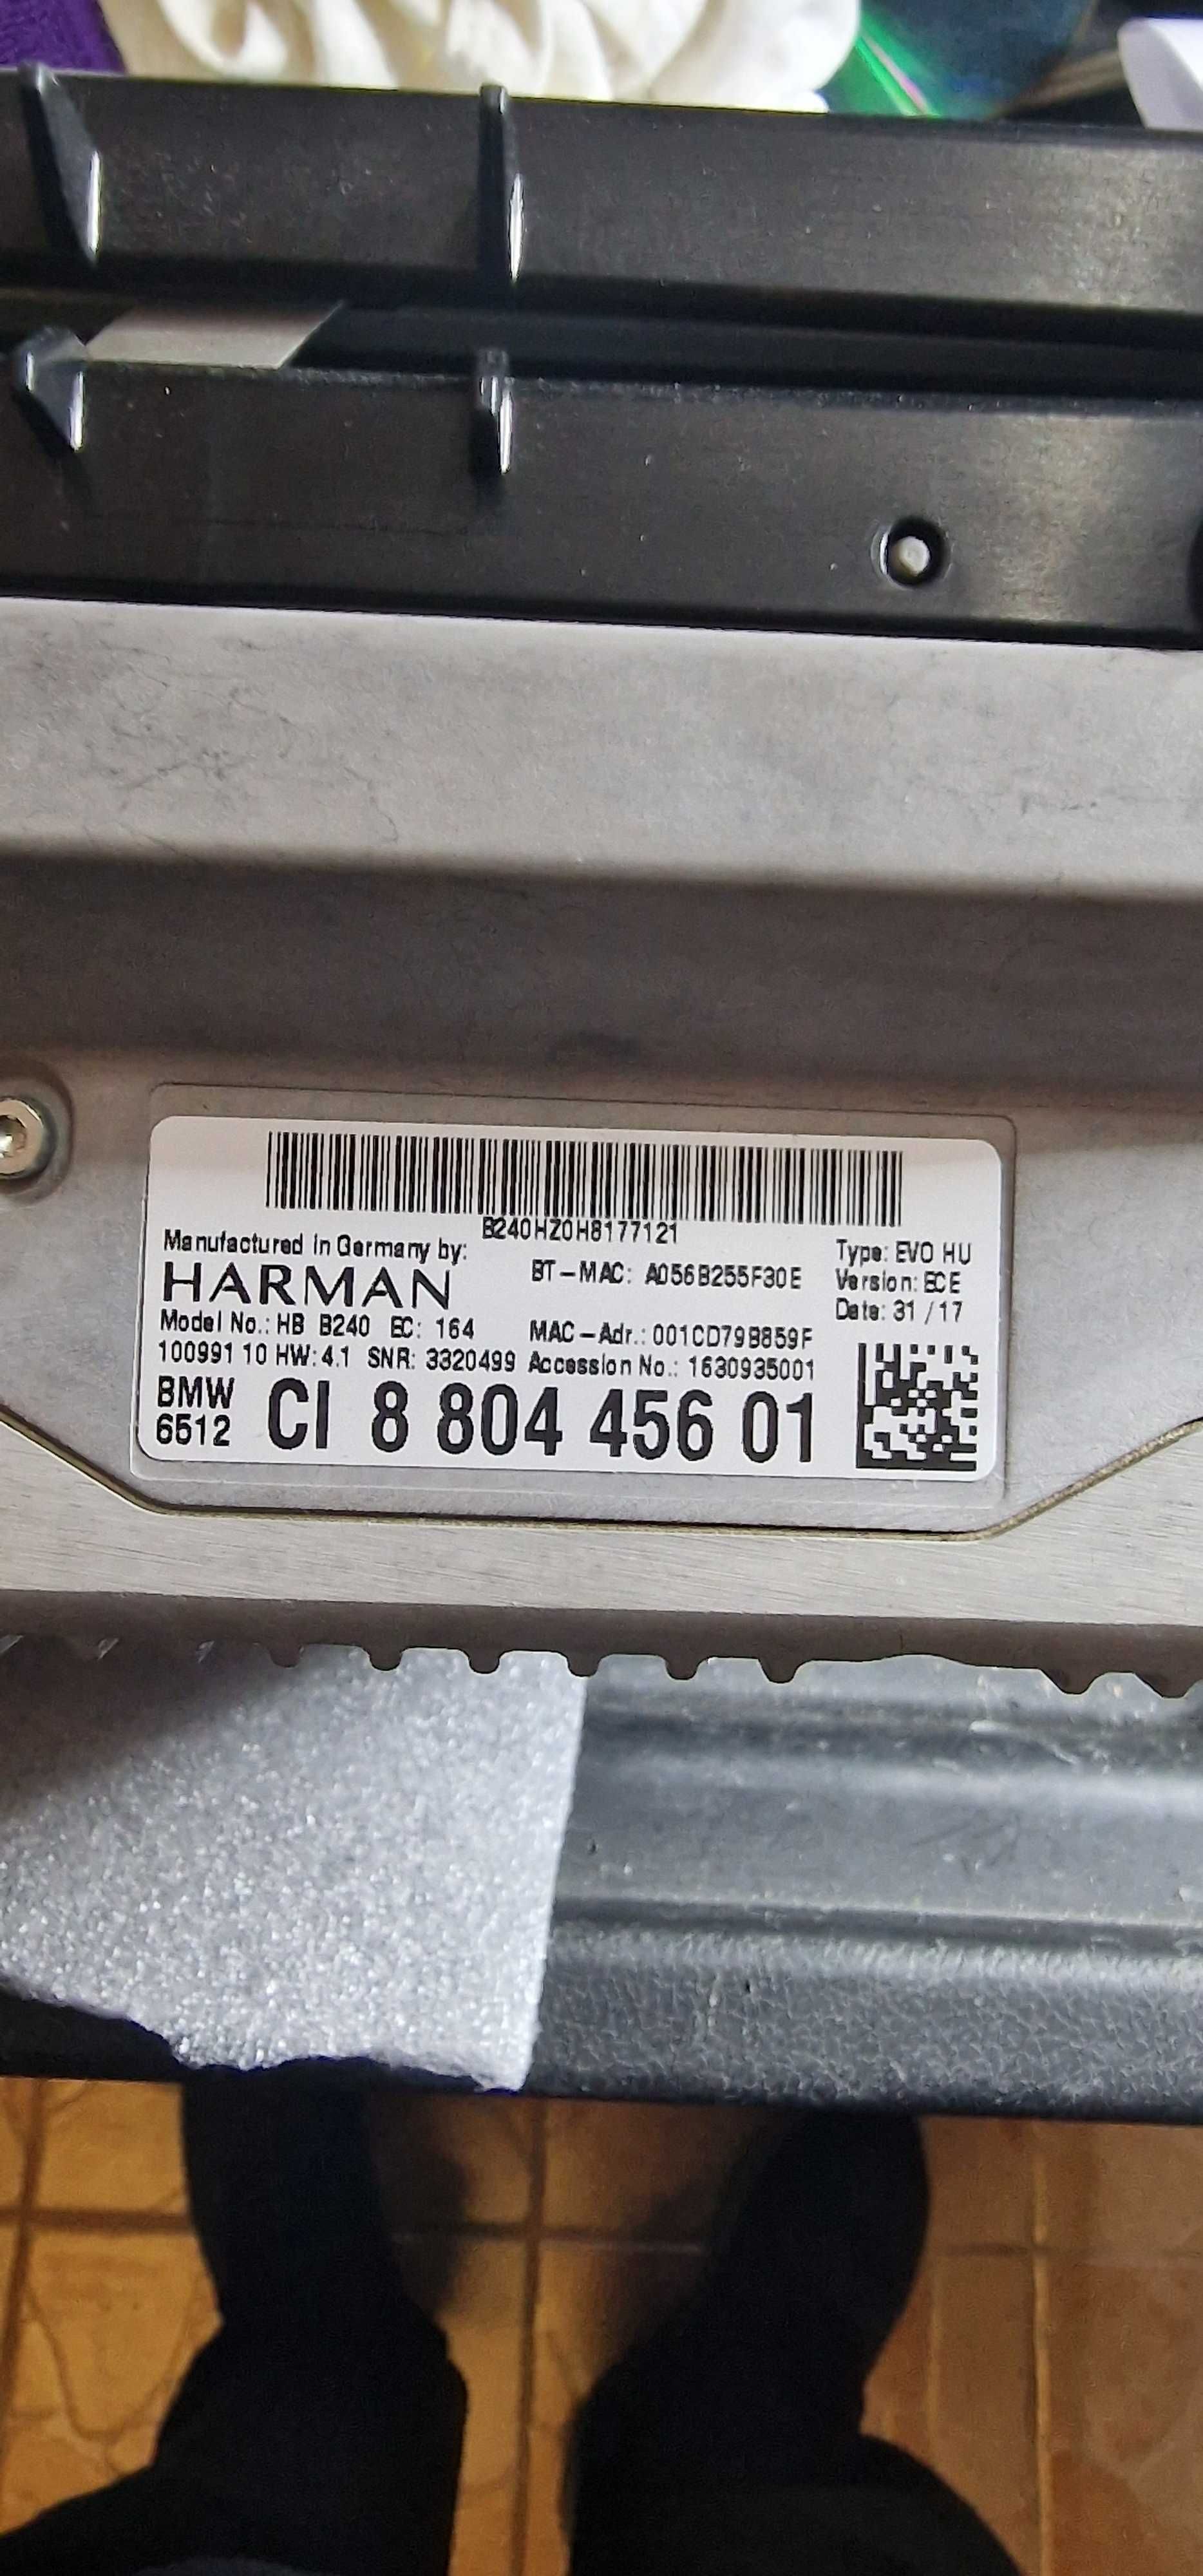 B240HZ0H8177121
Manufactured in Germany by:
HARMAN
BT-MAC: A056B255F30E
Type: EVO HU
Version: ECE
Date: 31 /17
Model No.: HB B240 EC: 164
MAC-Adr.: 001CD79B859F
100991 10 HW: 4.1 SNR: 3320499 Accession No.: 1630935001
BMW
6512
CI 8 804 456 01